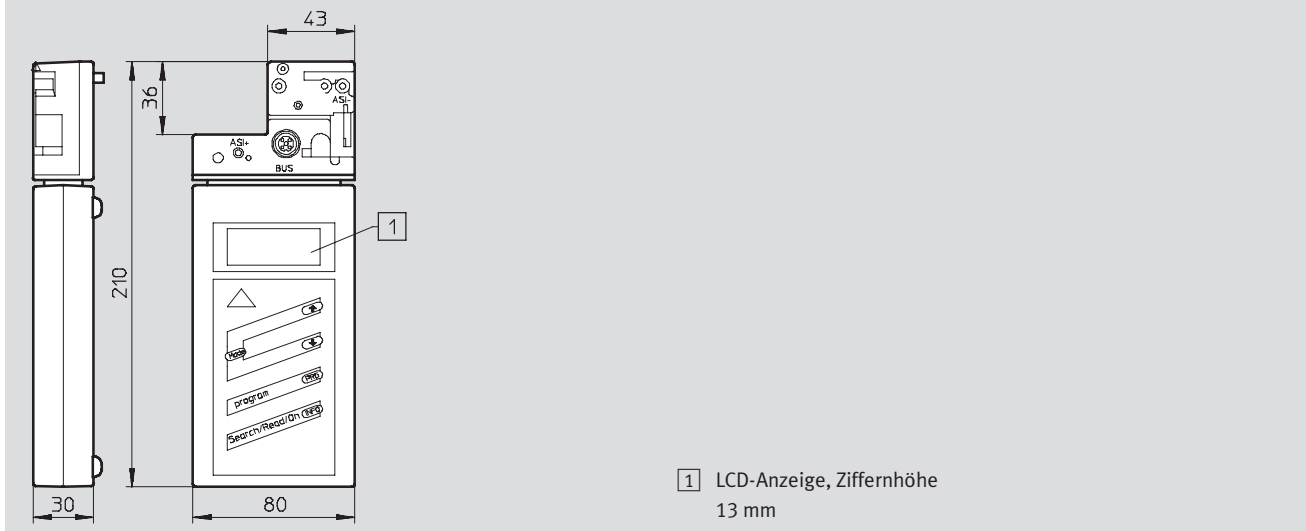 43
36
ASI-
ASI+
BUS
1
210
Mode
program
PRG
Search/Read/On
INFO
30
80
1 LCD-Anzeige, Ziffernhöhe
13 mm